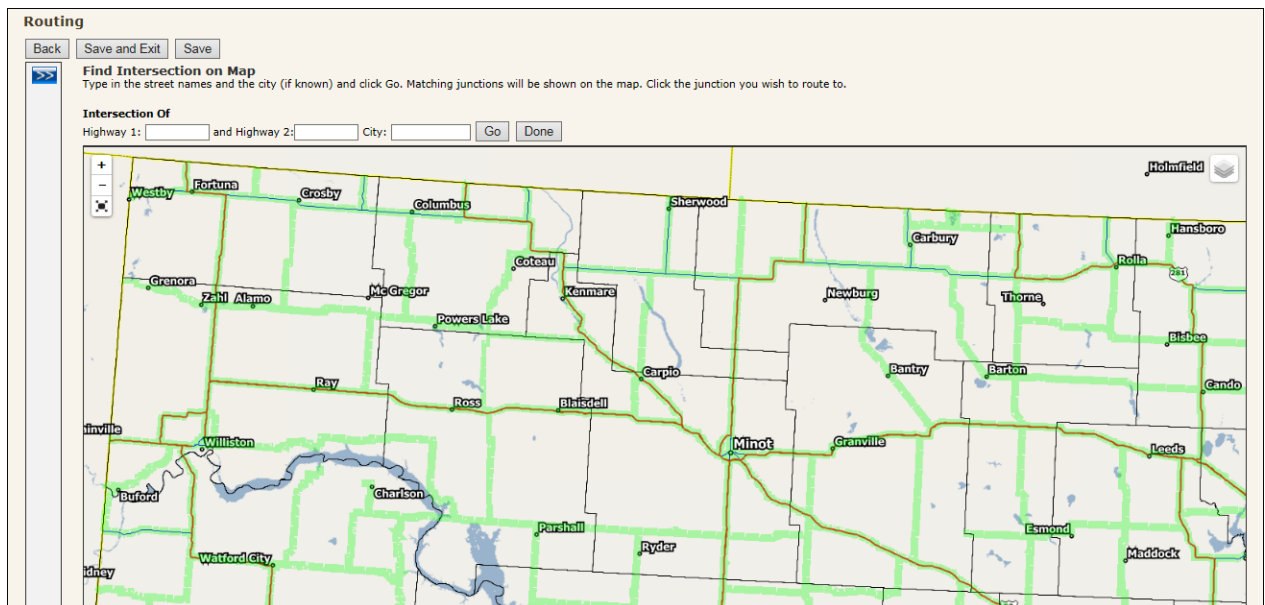 Routing
Back Save and Exit Save
>>
Find Intersection on Map
Type in the street names and the city (if known) and click Go. Matching junctions will be shown on the map. Click the junction you wish to route to.
Intersection Of
Highway 1: and Highway 2: City: Go Done
+
−
Holmfield
Westby
Fortuna
Crosby
Columbus
Sherwood
Carbury
Hansboro
Coteau
Rolla
281
Grenora
Zahl
Alamo
Mc Gregor
Kenmare
Newburg
Thorne
Powers Lake
Bisbee
Ray
Carpio
Bantry
Barton
Cando
Ross
Blaisdell
inville
Williston
Minot
Granville
Leeds
Buford
Charlson
Parshall
Esmond
Ryder
Maddock
Watford City
idney